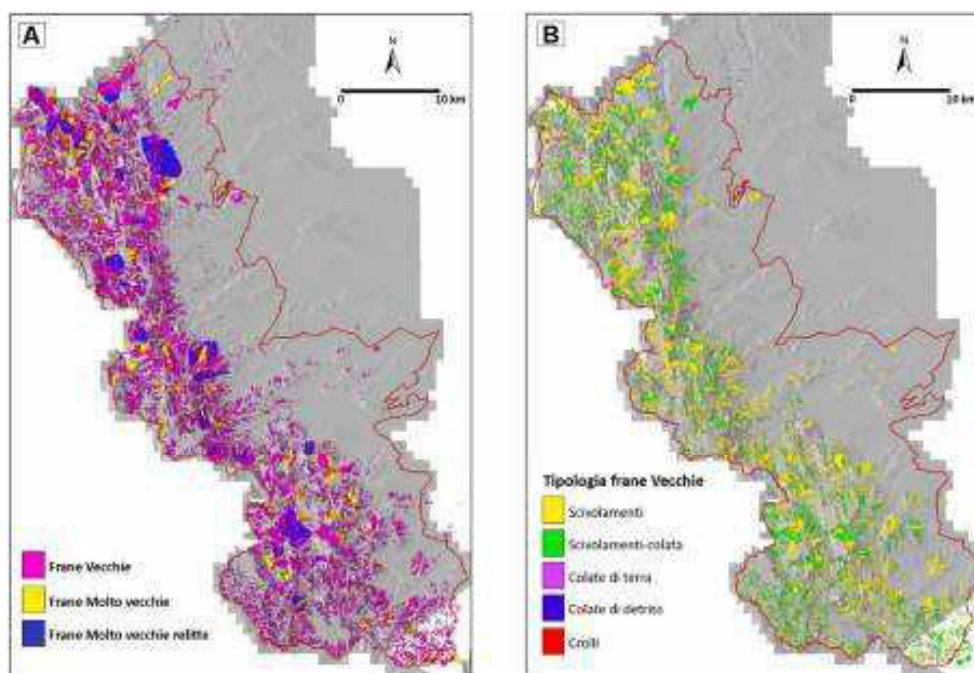 A
N
0
10 km
Frane Vecchie
Frane Molto vecchie
Frane Molto vecchie relitte
B
N
0
10 km
Tipologia frane Vecchie
Scivolamenti
Scivolamenti-colata
Colate di terra
Colate di detrito
Crolli